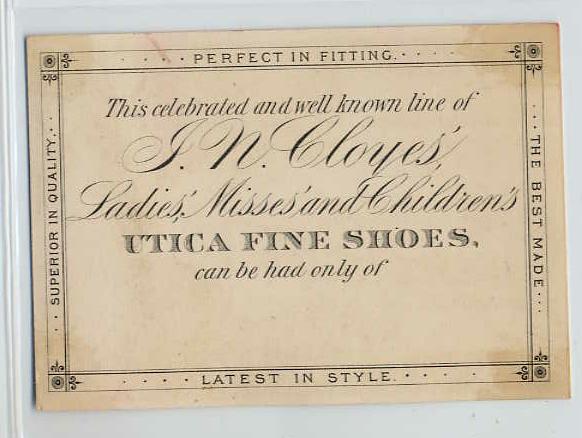 PERFECT IN FITTING.
This celebrated and well known line of
J. N. Cloyes'
Ladies', Misses' and Children's
UTICA FINE SHOES,
can be had only of
SUPERIOR IN QUALITY.
THE BEST MADE
LATEST IN STYLE.